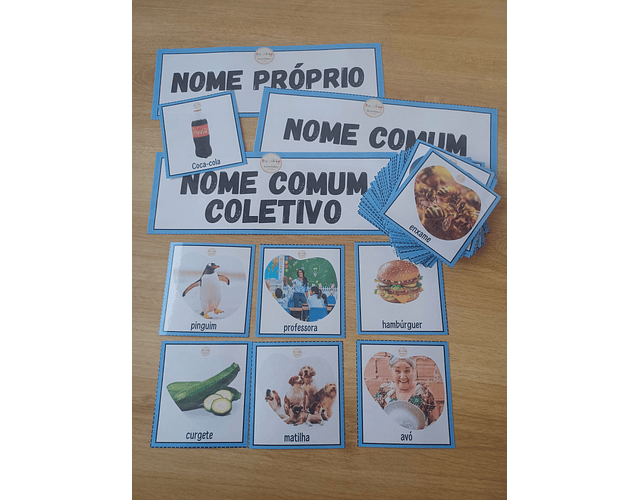 NOME PRÓPRIO
Coca-cola
NOME COMUM
NOME COMUM
COLETIVO
enxame
pinguim
professora
hambúrguer
curgete
matilha
avó